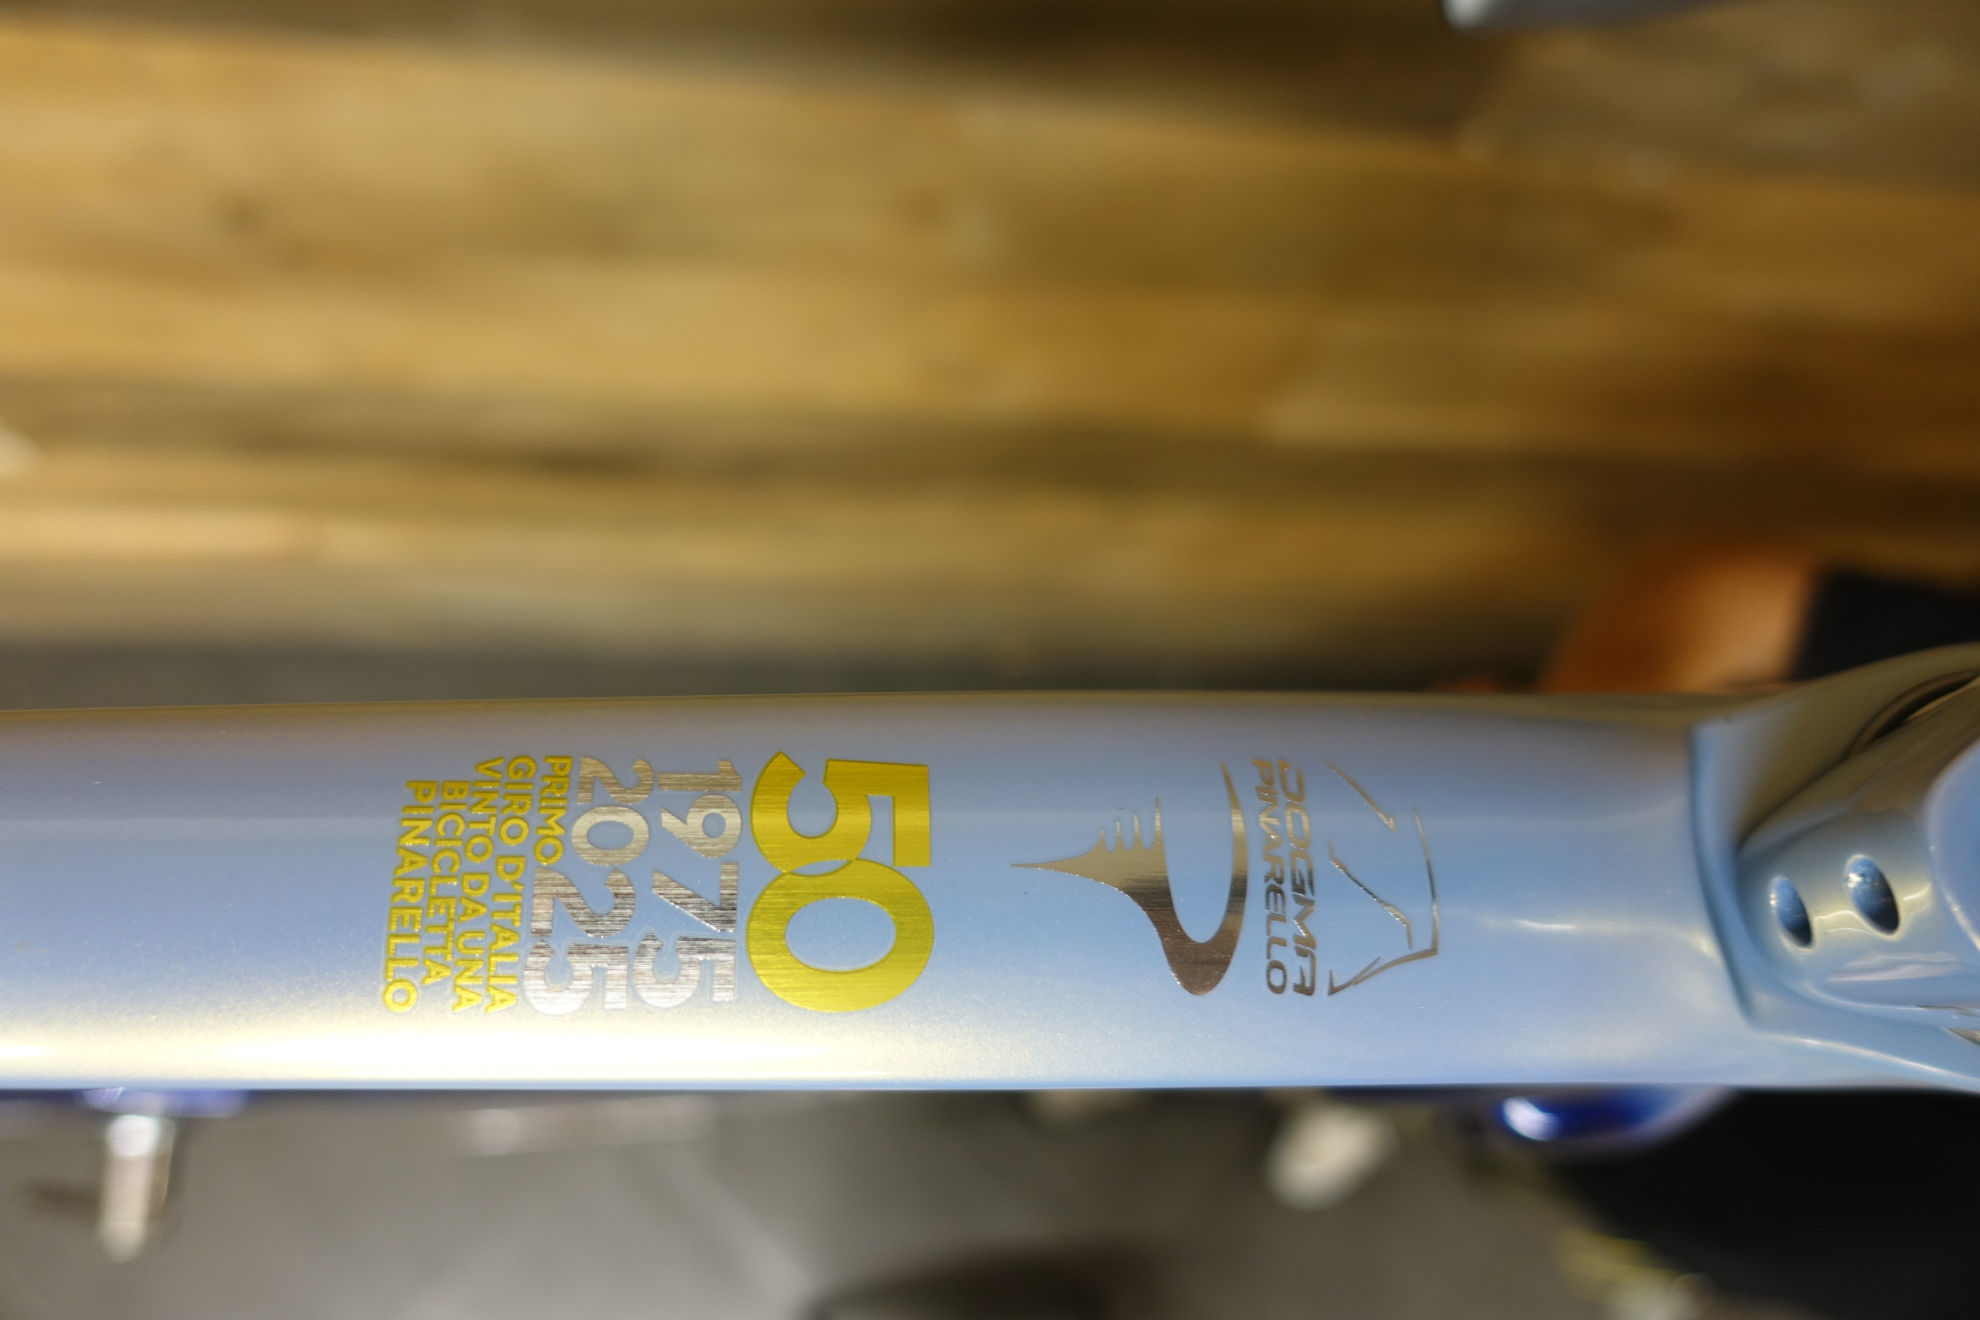 DOGMA
PINARELLO
50
1975
2025
PRIMO
GIRO D'ITALIA
VINTO DA UNA
BICICLETTA
PINARELLO